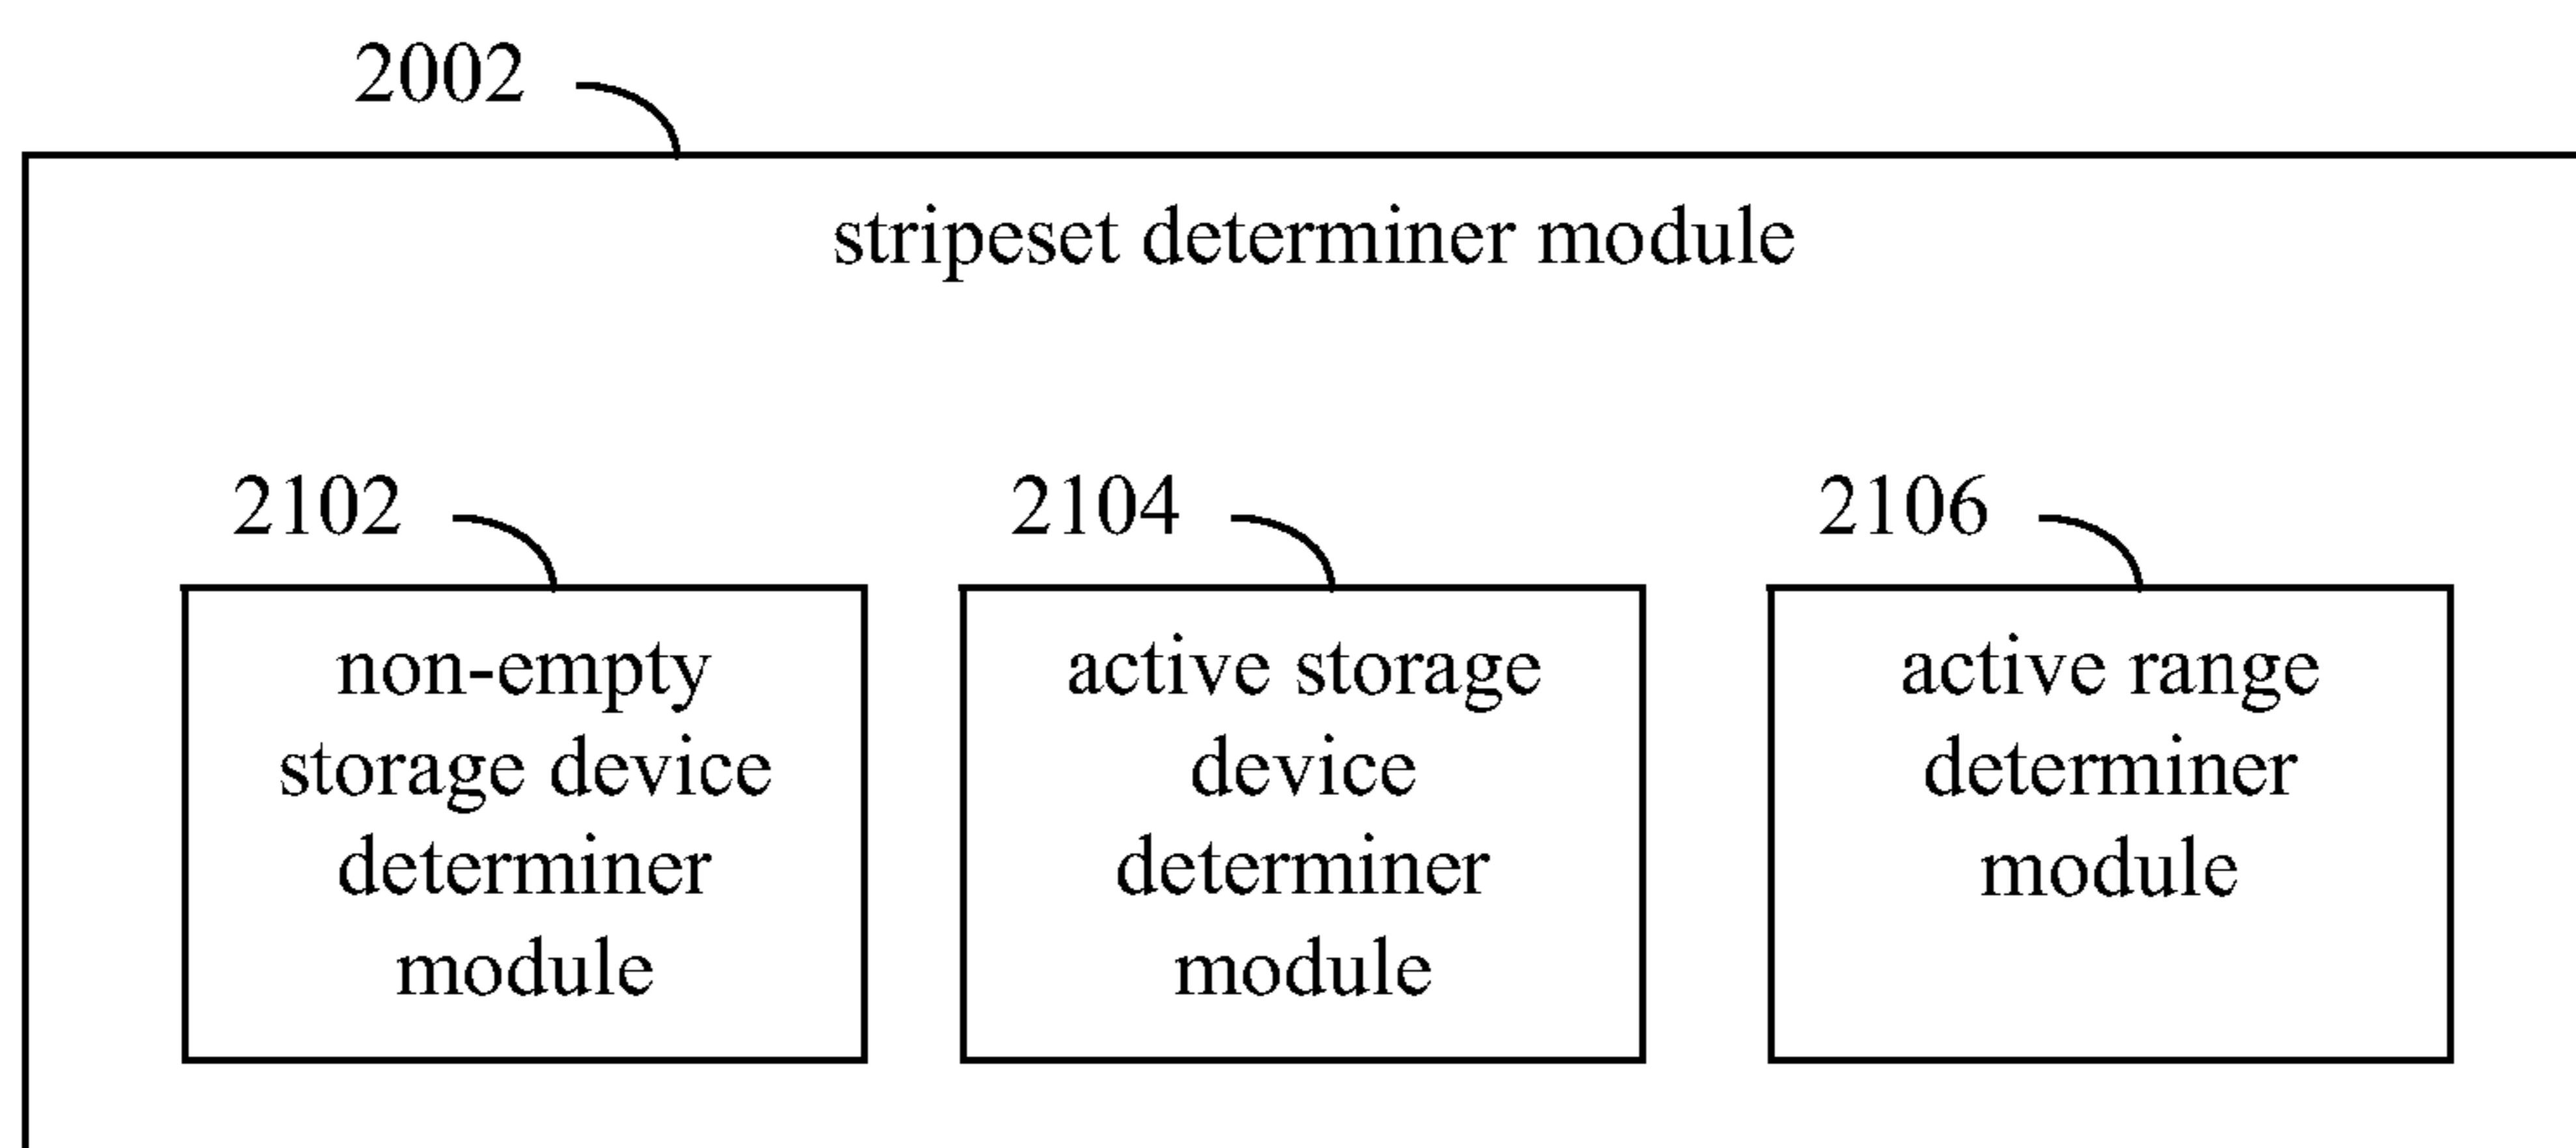 2002
stripeset determiner module
2102
2104
2106
non-empty
storage device
determiner
module
active storage
device
determiner
module
active range
determiner
module